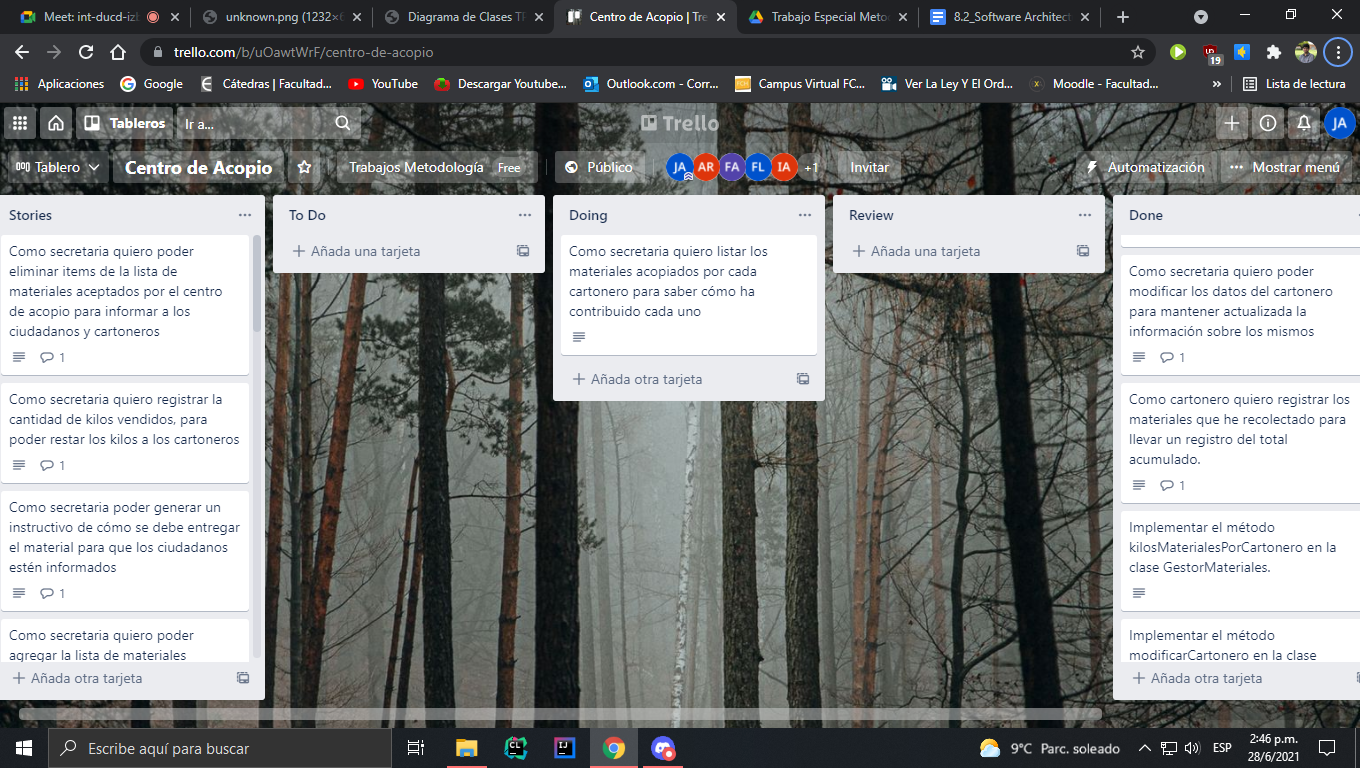 Meet: int-ducd-iz
unknown.png (1232×
Diagrama de Clases T
Centro de Acopio | Tre
Trabajo Especial Meto
8.2_Software Architect
trello.com/b/uOawtWrF/centro-de-acopio
19
Aplicaciones
Google
Cátedras | Facultad...
YouTube
Descargar Youtube...
Outlook.com - Corr...
Campus Virtual FC...
Ver La Ley Y El Ord...
Moodle - Facultad...
»
Lista de lectura
Tableros
Ir a...
Trello
JA
Tablero
Centro de Acopio
Trabajos Metodología Free
Público
JA AR FA FL IA +1
Invitar
Automatización
Mostrar menú
Stories
Como secretaria quiero poder
eliminar items de la lista de
materiales aceptados por el centro
de acopio para informar a los
ciudadanos y cartoneros
1
Como secretaria quiero registrar la
cantidad de kilos vendidos, para
poder restar los kilos a los cartoneros
1
Como secretaria poder generar un
instructivo de cómo se debe entregar
el material para que los ciudadanos
estén informados
1
Como secretaria quiero poder
agregar la lista de materiales
+ Añada otra tarjeta
To Do
+ Añada una tarjeta
Doing
Como secretaria quiero listar los
materiales acopiados por cada
cartonero para saber cómo ha
contribuido cada uno
+ Añada otra tarjeta
Review
+ Añada una tarjeta
Done
Como secretaria quiero poder
modificar los datos del cartonero
para mantener actualizada la
información sobre los mismos
1
Como cartonero quiero registrar los
materiales que he recolectado para
llevar un registro del total
acumulado.
1
Implementar el método
kilosMaterialesPorCartonero en la
clase GestorMateriales.
Implementar el método
modificarCartonero en la clase
+ Añada otra tarjeta
Escribe aquí para buscar
CL
IJ
9°C Parc. soleado
ESP
2:46 p.m.
28/6/2021